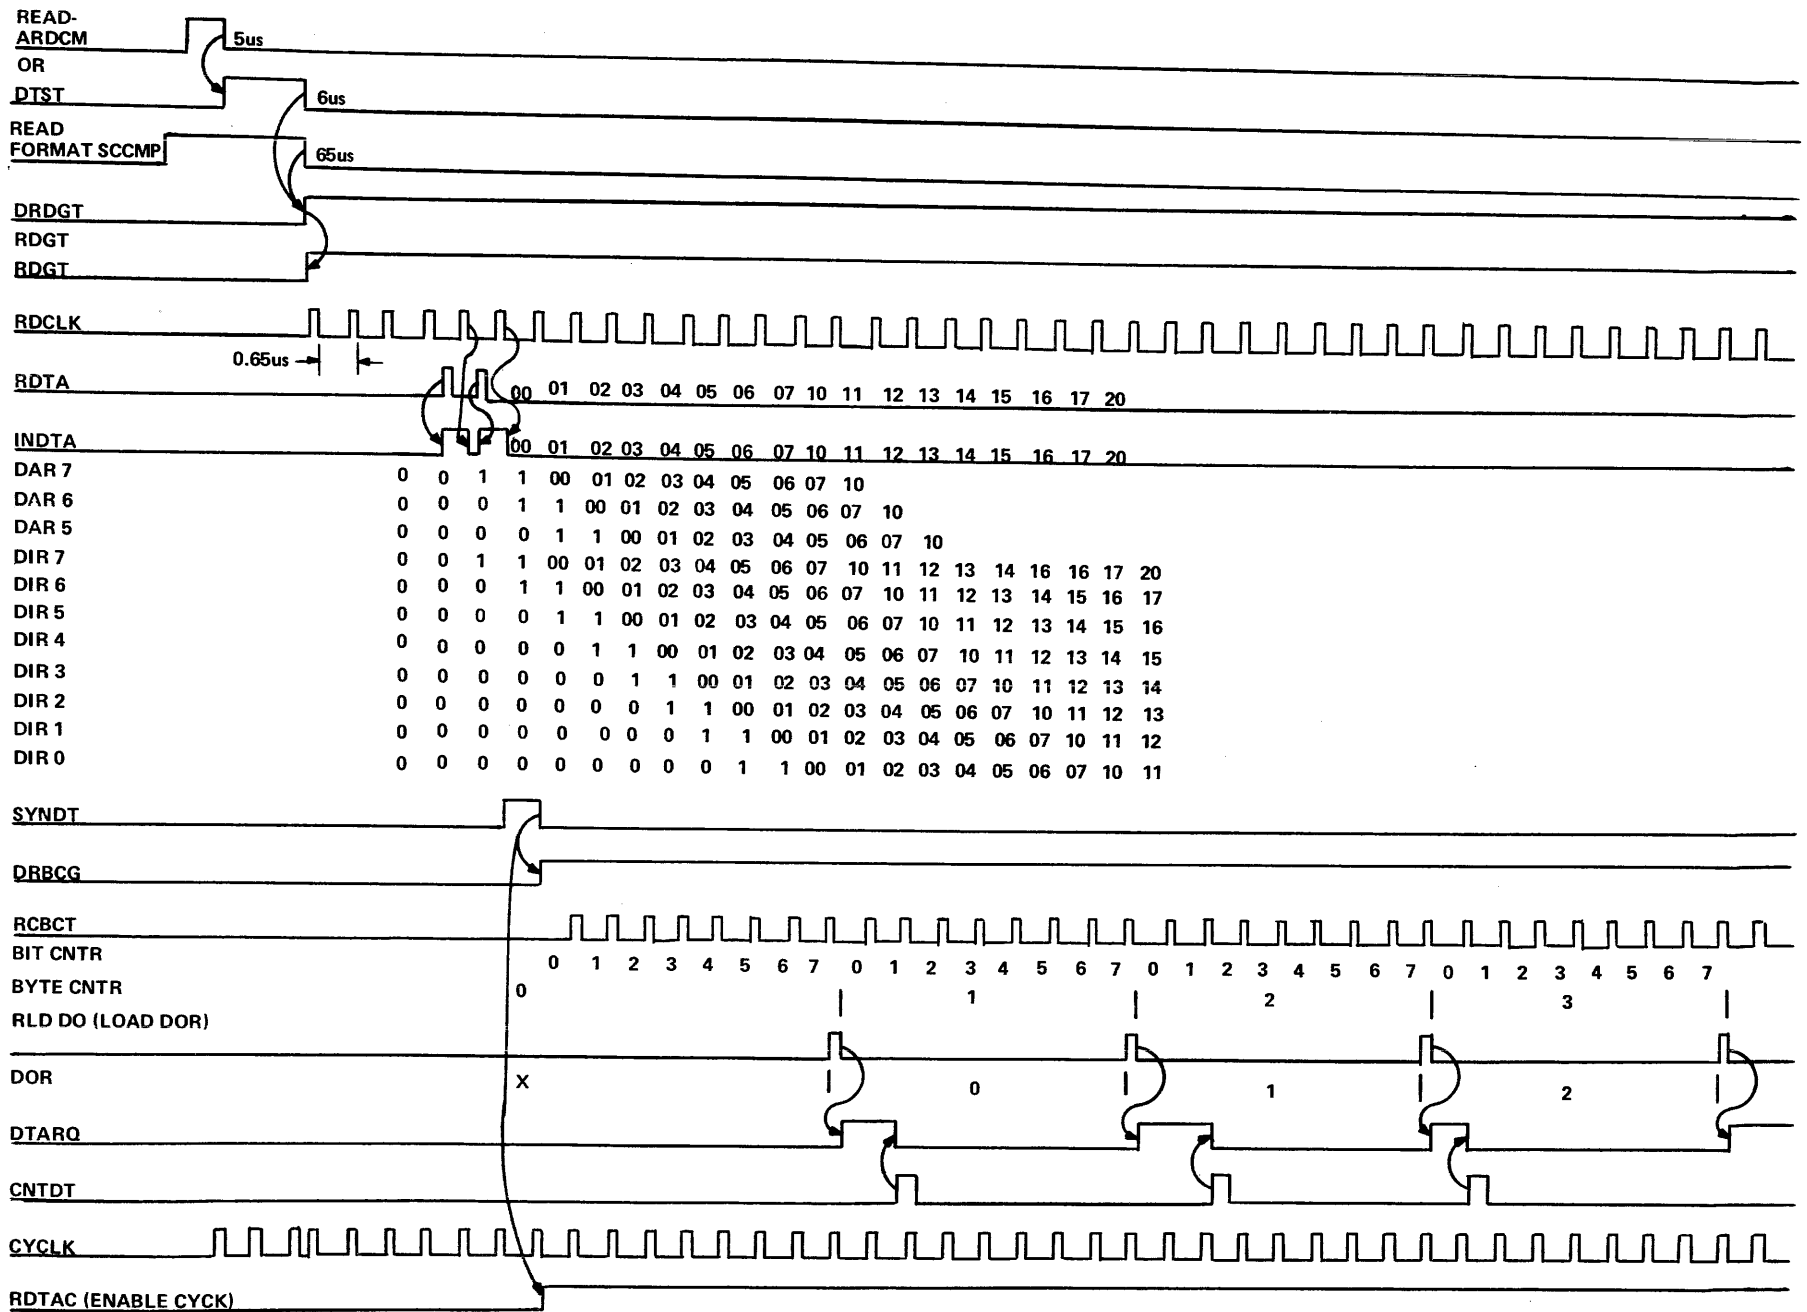 READ-
ARDCM
5us
OR
DTST
6us
READ
FORMAT SCCMP
65us
DRDGT
RDGT
RDGT
RDCLK
0.65us
RDTA 00 01 02 03 04 05 06 07 10 11 12 13 14 15 16 17 20
INDTA 00 01 02 03 04 05 06 07 10 11 12 13 14 15 16 17 20
DAR 7 0 0 1 1 00 01 02 03 04 05 06 07 10
DAR 6 0 0 0 1 1 00 01 02 03 04 05 06 07 10
DAR 5 0 0 0 0 1 1 00 01 02 03 04 05 06 07 10
DIR 7 0 0 1 1 00 01 02 03 04 05 06 07 10 11 12 13 14 16 16 17 20
DIR 6 0 0 0 1 1 00 01 02 03 04 05 06 07 10 11 12 13 14 15 16 17
DIR 5 0 0 0 0 1 1 00 01 02 03 04 05 06 07 10 11 12 13 14 15 16
DIR 4 0 0 0 0 0 1 1 00 01 02 03 04 05 06 07 10 11 12 13 14 15
DIR 3 0 0 0 0 0 0 1 1 00 01 02 03 04 05 06 07 10 11 12 13 14
DIR 2 0 0 0 0 0 0 0 1 1 00 01 02 03 04 05 06 07 10 11 12 13
DIR 1 0 0 0 0 0 0 0 0 1 1 00 01 02 03 04 05 06 07 10 11 12
DIR 0 0 0 0 0 0 0 0 0 0 1 1 00 01 02 03 04 05 06 07 10 11
SYNDT
DRBCG
RCBCT
BIT CNTR 0 1 2 3 4 5 6 7 0 1 2 3 4 5 6 7 0 1 2 3 4 5 6 7 0 1 2 3 4 5 6 7
BYTE CNTR 0 1 2 3
RLD DO (LOAD DOR)
DOR X 0 1 2
DTARQ
CNTDT
CYCLK
RDTAC (ENABLE CYCK)